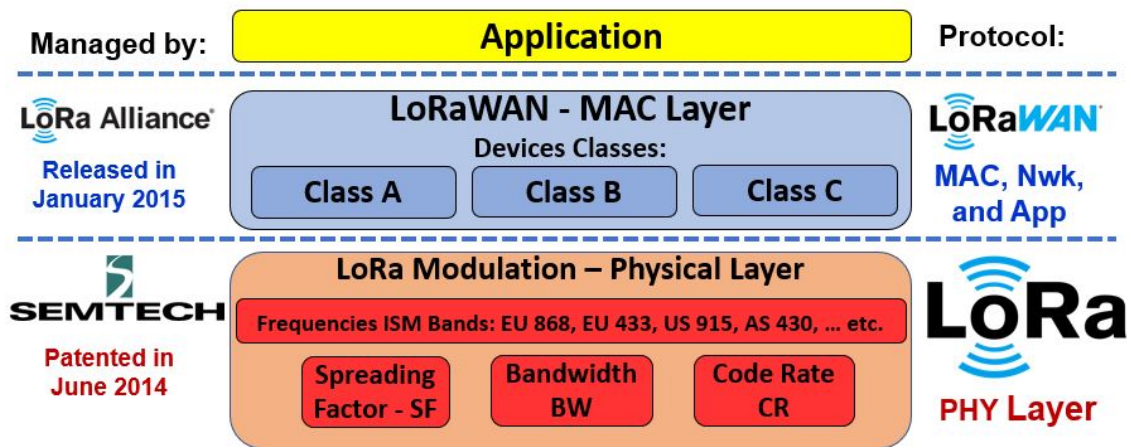 Managed by:
Application
Protocol:
LoRa Alliance®
Released in
January 2015
LoRaWAN - MAC Layer
Devices Classes:
Class A
Class B
Class C
LoRaWAN
MAC, Nwk,
and App
SEMTECH
Patented in
June 2014
LoRa Modulation – Physical Layer
Frequencies ISM Bands: EU 868, EU 433, US 915, AS 430, ... etc.
Spreading
Factor - SF
Bandwidth
BW
Code Rate
CR
LoRa
PHY Layer